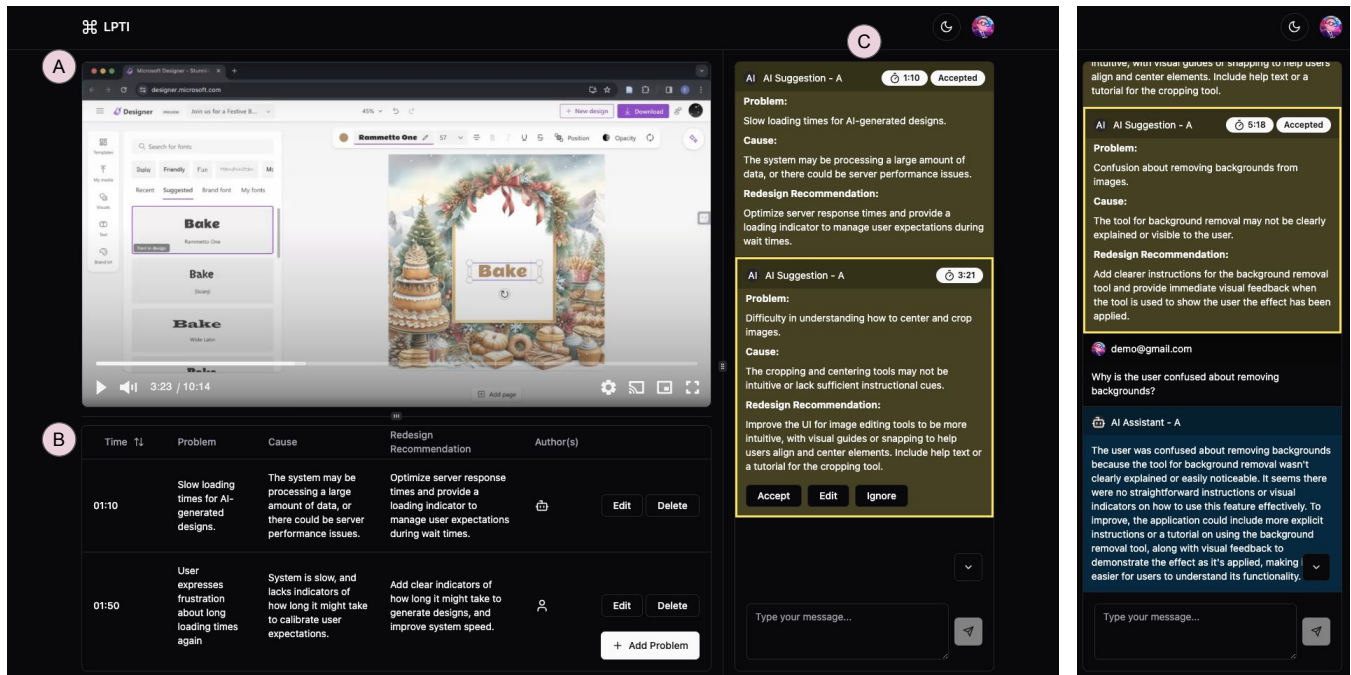 ⌘ LPTI
A
Microsoft Designer - Stunni
designer.microsoft.com
Designer
Join us for a Festive B...
45%
+ New design
Download
Rammetto One
57
B I U S
Position
Opacity
Templates
My media
Visuals
Text
Brand kit
Search for fonts
Display Friendly Fun Handwritten Mo
Recent Suggested Brand font My fonts
Bake
Rammetto One
Font in design
Bake
Bake
Wide Latin
Bake
Bake
Add page
3:23 / 10:14
B
Time ↑↓ Problem Cause Redesign Recommendation Author(s)
01:10
Slow loading
times for AI-
generated
designs.
The system may be
processing a large
amount of data, or
there could be server
performance issues.
Optimize server response
times and provide a
loading indicator to
manage user expectations
during wait times.
Edit Delete
01:50
User
expresses
frustration
about long
loading times
again
System is slow, and
lacks indicators of
how long it might take
to calibrate user
expectations.
Add clear indicators of
how long it might take to
generate designs, and
improve system speed.
Edit Delete
+ Add Problem
C
AI AI Suggestion - A 1:10 Accepted
Problem:
Slow loading times for AI-generated designs.
Cause:
The system may be processing a large amount of
data, or there could be server performance issues.
Redesign Recommendation:
Optimize server response times and provide a
loading indicator to manage user expectations during
wait times.
AI AI Suggestion - A 3:21
Problem:
Difficulty in understanding how to center and crop
images.
Cause:
The cropping and centering tools may not be
intuitive or lack sufficient instructional cues.
Redesign Recommendation:
Improve the UI for image editing tools to be more
intuitive, with visual guides or snapping to help
users align and center elements. Include help text or
a tutorial for the cropping tool.
Accept Edit Ignore
Type your message...
intuitive, with visual guides or snapping to help users
align and center elements. Include help text or a
tutorial for the cropping tool.
AI AI Suggestion - A 5:18 Accepted
Problem:
Confusion about removing backgrounds from
images.
Cause:
The tool for background removal may not be clearly
explained or visible to the user.
Redesign Recommendation:
Add clearer instructions for the background removal
tool and provide immediate visual feedback when
the tool is used to show the user the effect has been
applied.
demo@gmail.com
Why is the user confused about removing
backgrounds?
AI Assistant - A
The user was confused about removing backgrounds
because the tool for background removal wasn't
clearly explained or easily noticeable. It seems there
were no straightforward instructions or visual
indicators on how to use this feature effectively. To
improve, the application could include more explicit
instructions or a tutorial on using the background
removal tool, along with visual feedback to
demonstrate the effect as it's applied, making
easier for users to understand its functionality.
Type your message...